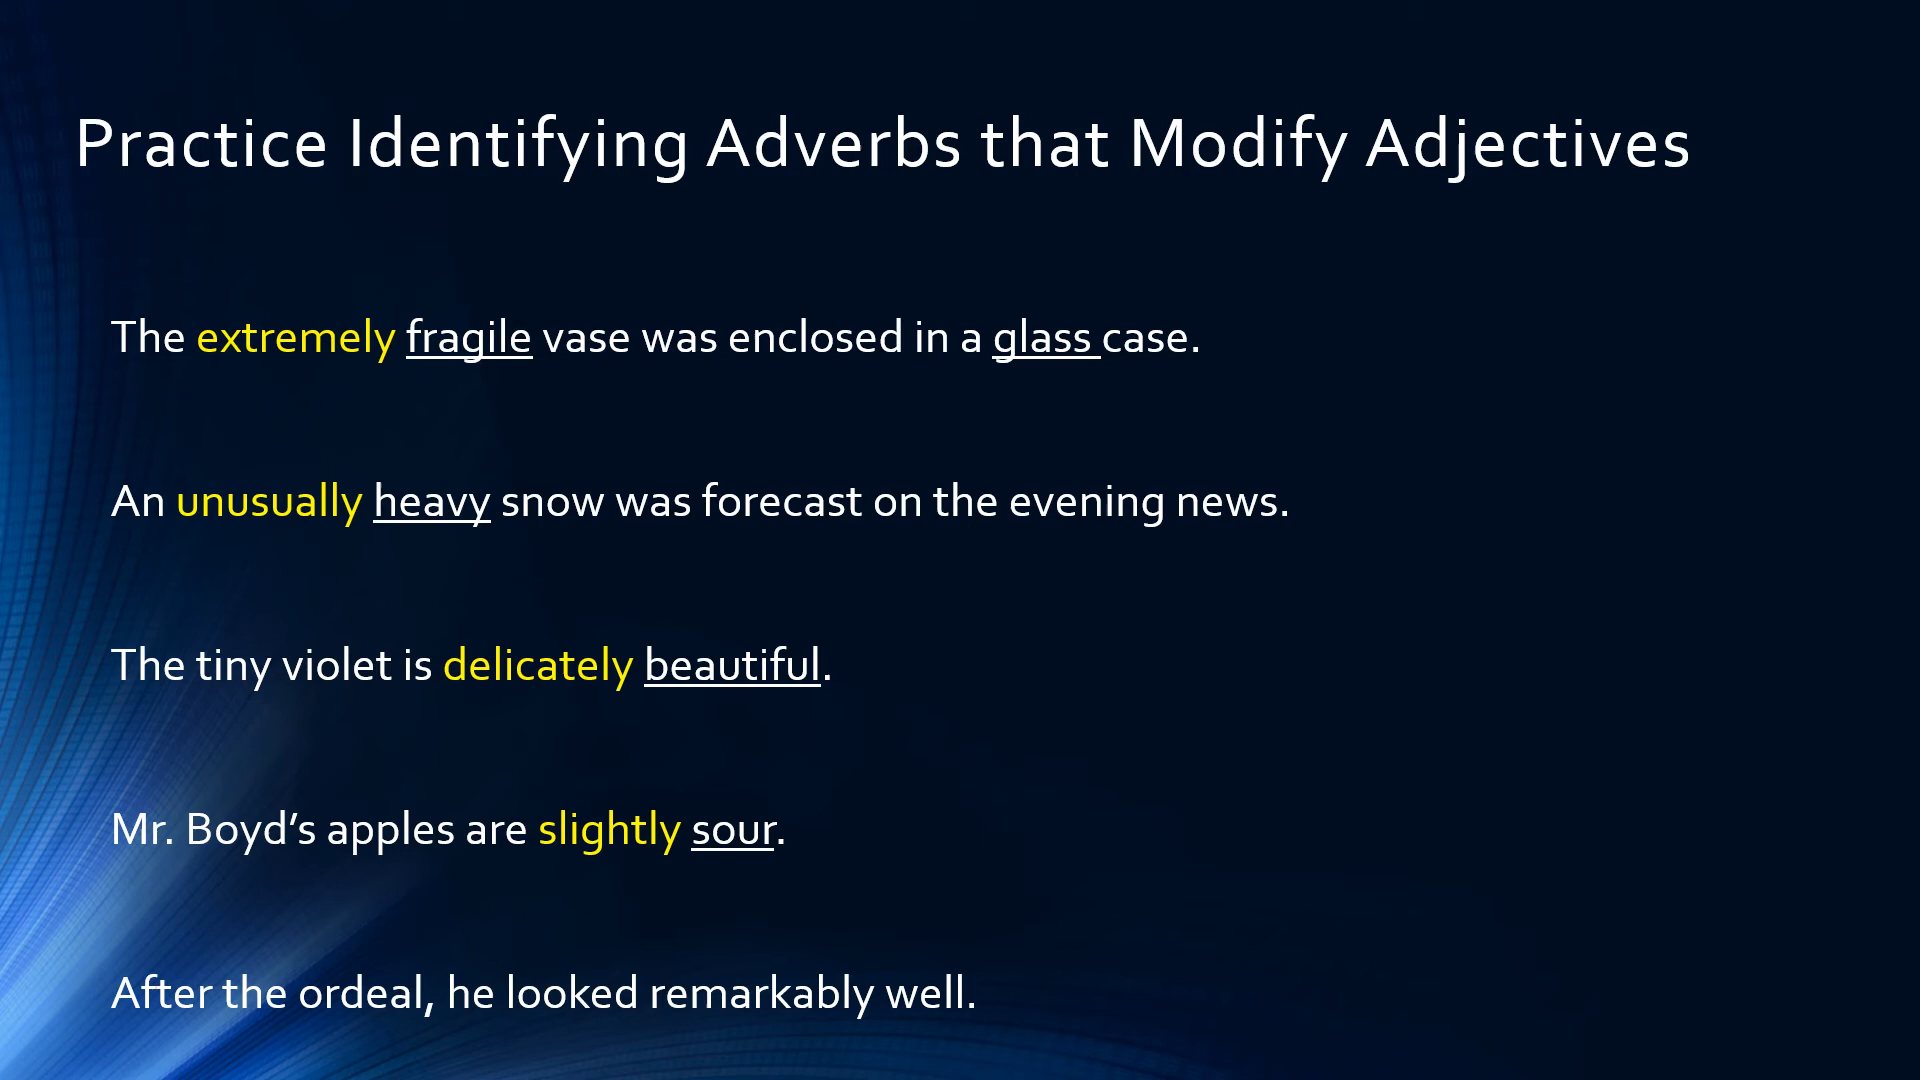 Practice Identifying Adverbs that Modify Adjectives
The extremely fragile vase was enclosed in a glass case.
An unusually heavy snow was forecast on the evening news.
The tiny violet is delicately beautiful.
Mr. Boyd’s apples are slightly sour.
After the ordeal, he looked remarkably well.